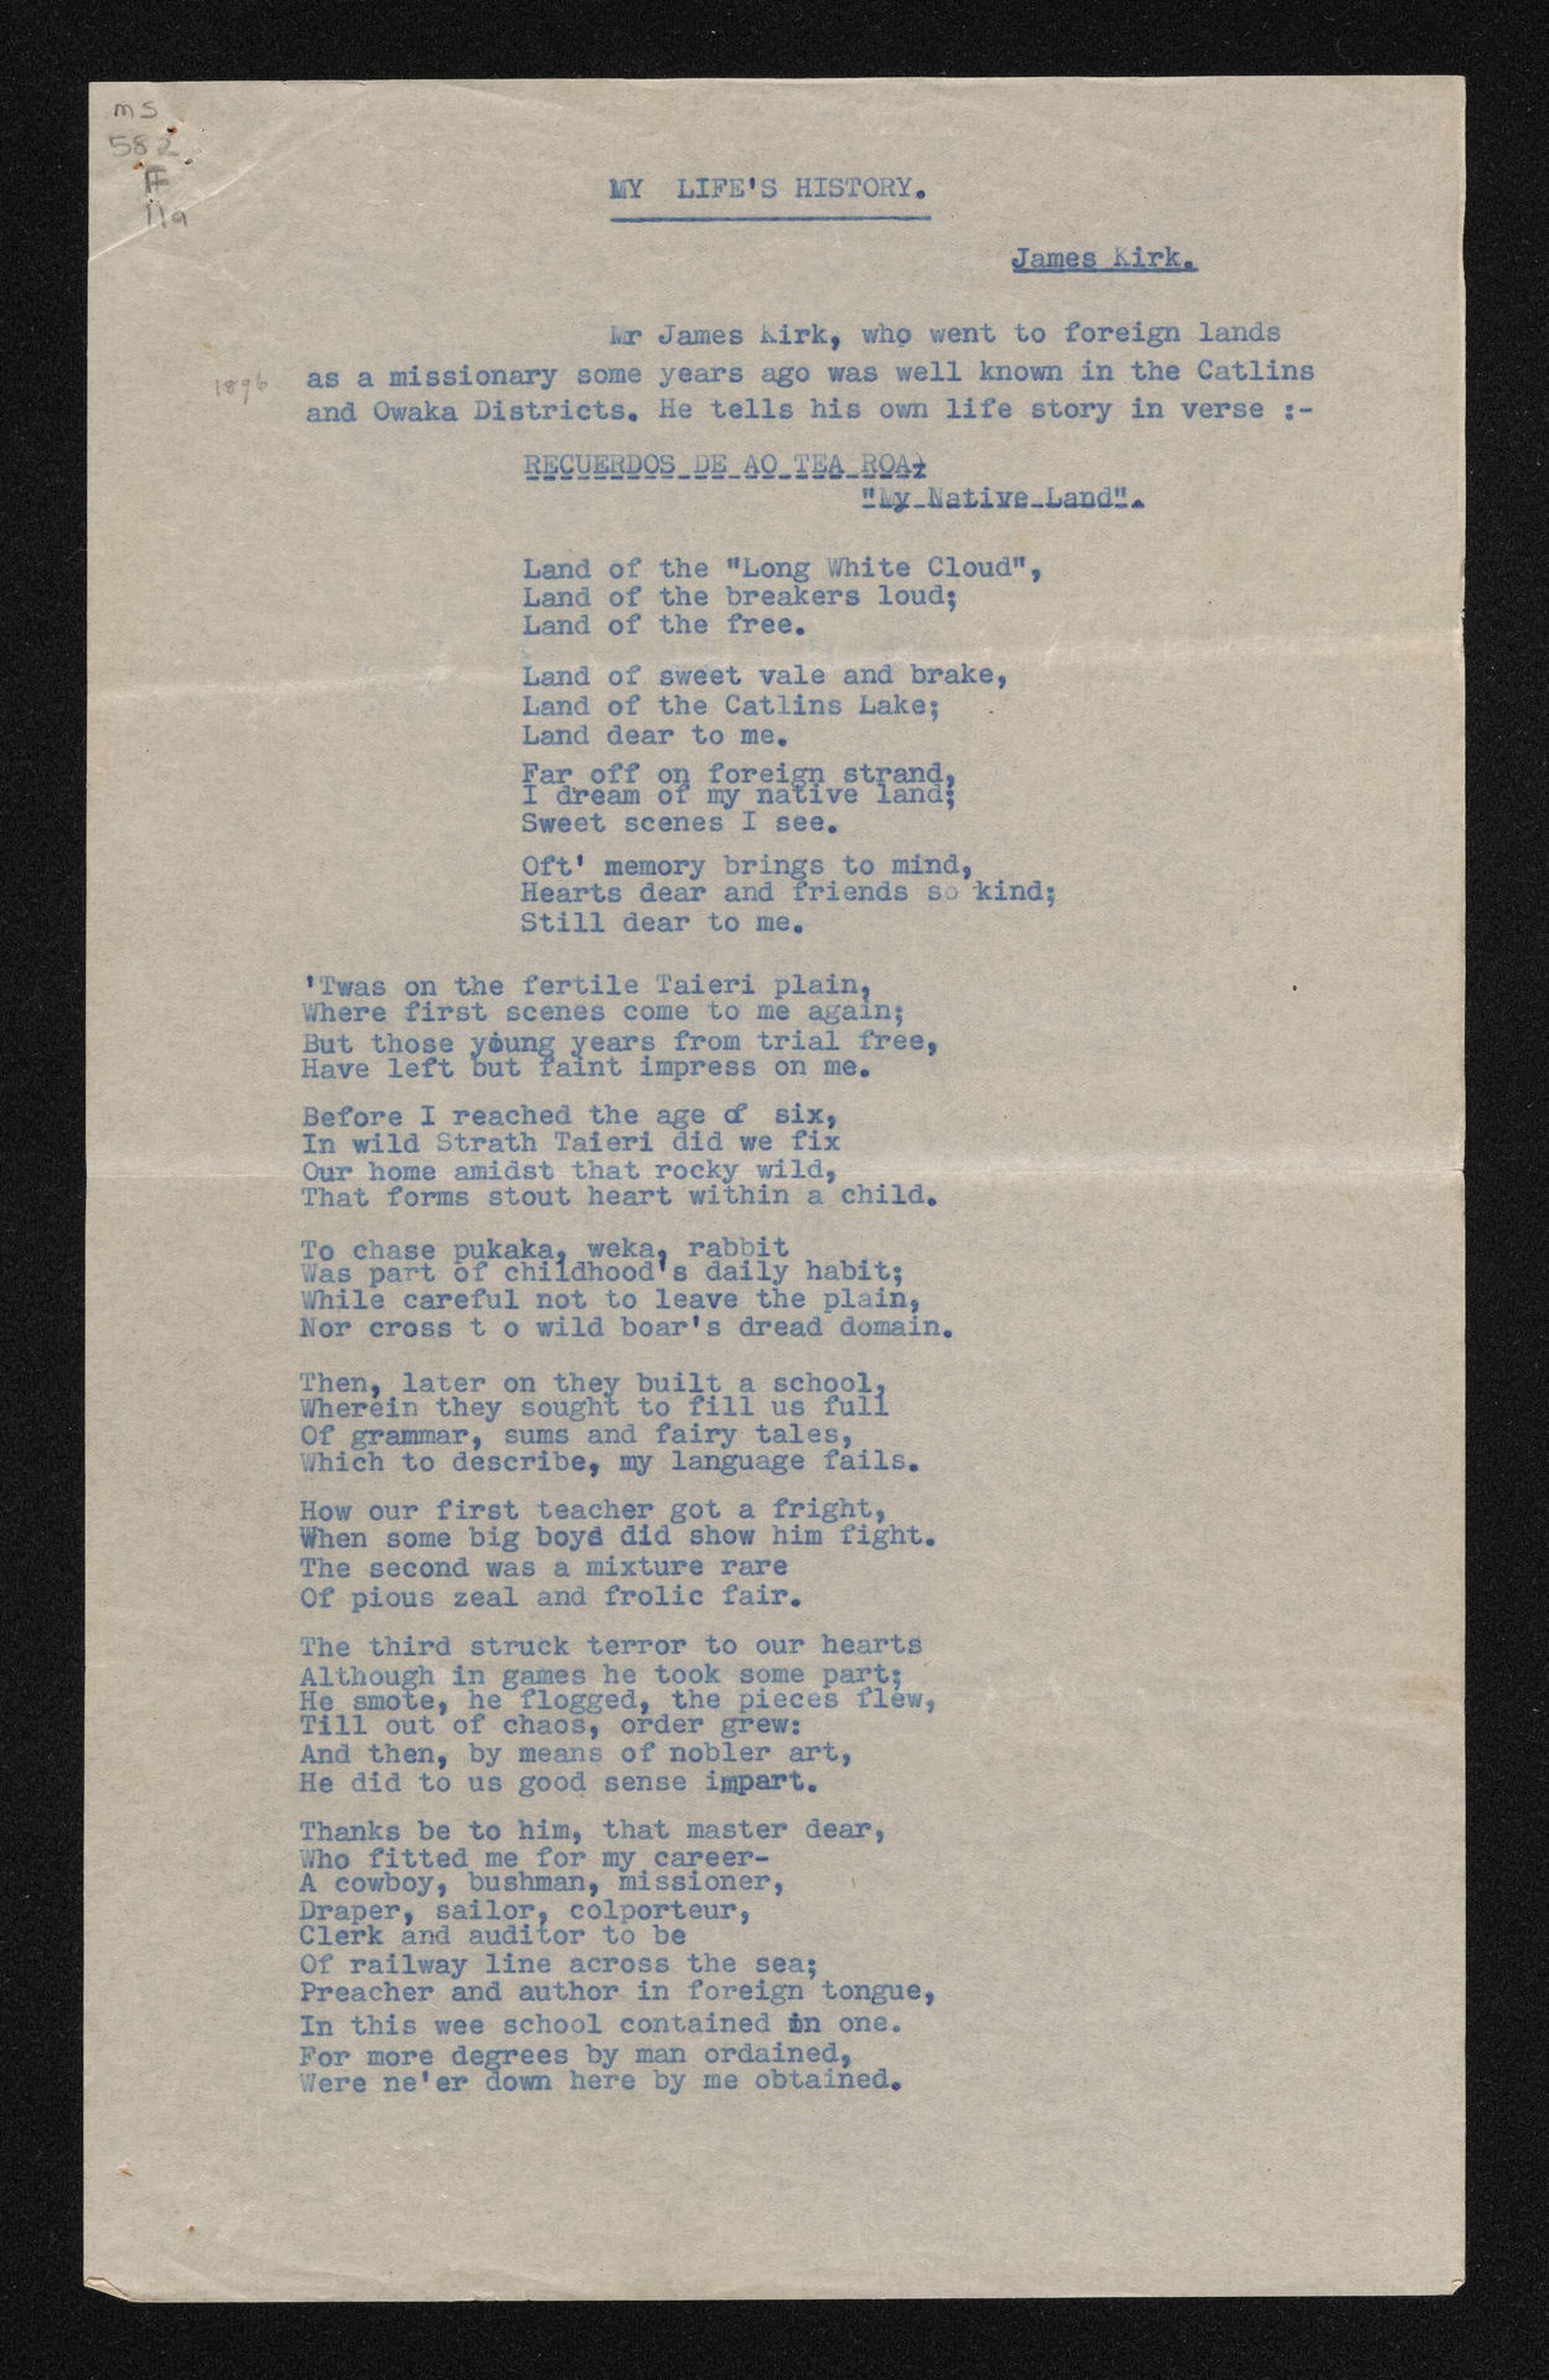 ms
582
F
11a
MY LIFE'S HISTORY.
James Kirk.
Mr James Kirk, who went to foreign lands
1896 as a missionary some years ago was well known in the Catlins
and Owaka Districts. He tells his own life story in verse :-
RECUERDOS DE AO TEA ROA
"My Native Land".
Land of the "Long White Cloud",
Land of the breakers loud;
Land of the free.
Land of sweet vale and brake,
Land of the Catlins Lake;
Land dear to me.
Far off on foreign strand,
I dream of my native land;
Sweet scenes I see.
Oft' memory brings to mind,
Hearts dear and friends so kind;
Still dear to me.
'Twas on the fertile Taieri plain,
Where first scenes come to me again;
But those young years from trial free,
Have left but faint impress on me.
Before I reached the age of six,
In wild Strath Taieri did we fix
Our home amidst that rocky wild,
That forms stout heart within a child.
To chase pukaka, weka, rabbit
Was part of childhood's daily habit;
While careful not to leave the plain,
Nor cross t o wild boar's dread domain.
Then, later on they built a school,
Wherein they sought to fill us full
Of grammar, sums and fairy tales,
Which to describe, my language fails.
How our first teacher got a fright,
When some big boys did show him fight.
The second was a mixture rare
Of pious zeal and frolic fair.
The third struck terror to our hearts
Although in games he took some part;
He smote, he flogged, the pieces flew,
Till out of chaos, order grew:
And then, by means of nobler art,
He did to us good sense impart.
Thanks be to him, that master dear,
Who fitted me for my career-
A cowboy, bushman, missioner,
Draper, sailor, colporteur,
Clerk and auditor to be
Of railway line across the sea;
Preacher and author in foreign tongue,
In this wee school contained in one.
For more degrees by man ordained,
Were ne'er down here by me obtained.